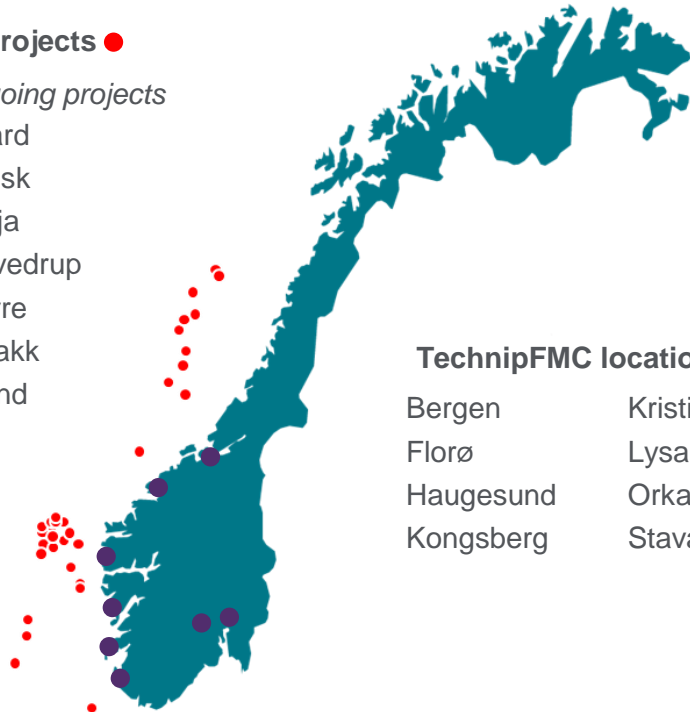 rojects
oing projects
ard
sk
ja
vedrup
re
akk
nd
TechnipFMC locatio
Bergen Kristi
Florø Lysa
Haugesund Orka
Kongsberg Stava